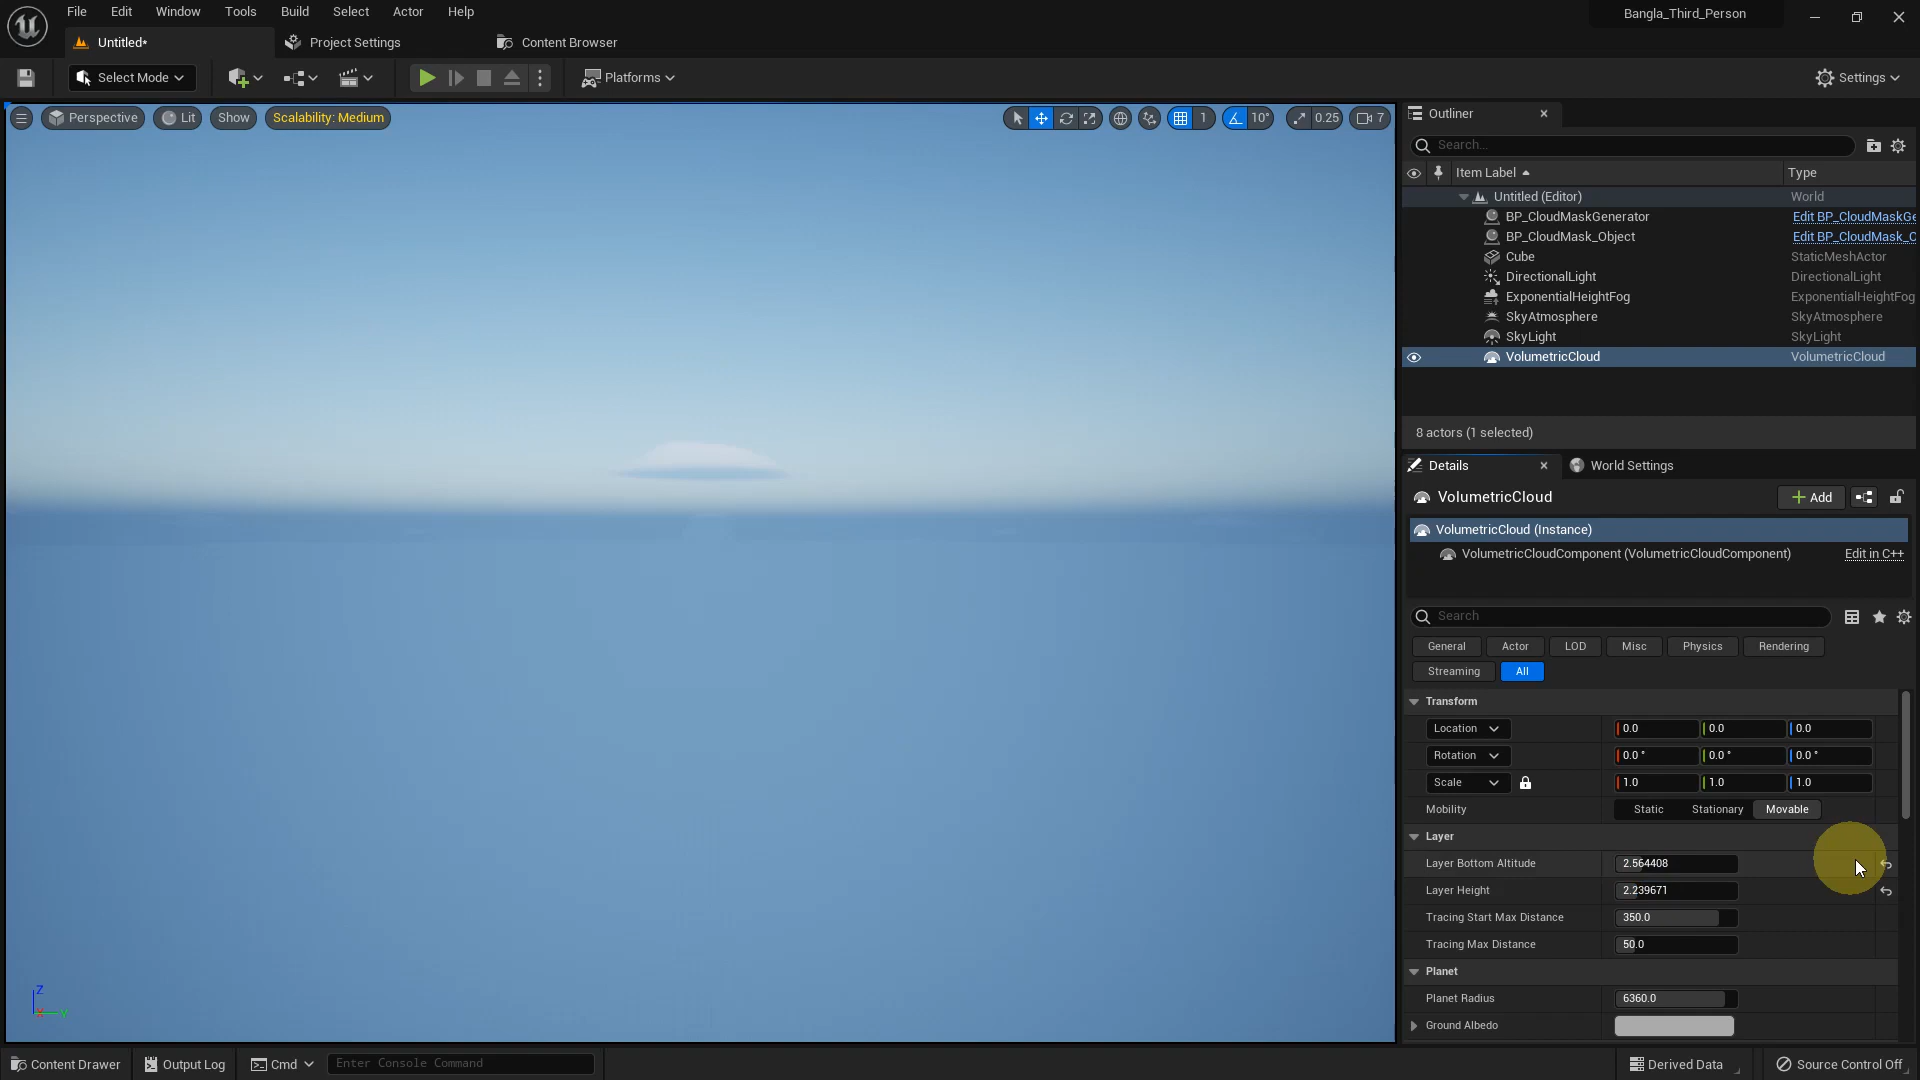 File Edit Window Tools Build Select Actor Help
Bangla_Third_Person
Untitled*
Project Settings
Content Browser
Select Mode
Platforms
Settings
Perspective
Lit
Show
Scalability: Medium
1
10°
0.25
7
Outliner
Search...
Item Label
Type
Untitled (Editor) World
BP_CloudMaskGenerator Edit BP_CloudMaskGe
BP_CloudMask_Object Edit BP_CloudMask_O
Cube StaticMeshActor
DirectionalLight DirectionalLight
ExponentialHeightFog ExponentialHeightFog
SkyAtmosphere SkyAtmosphere
SkyLight SkyLight
VolumetricCloud VolumetricCloud
8 actors (1 selected)
Details
World Settings
VolumetricCloud
Add
VolumetricCloud (Instance)
VolumetricCloudComponent (VolumetricCloudComponent) Edit in C++
Search
General Actor LOD Misc Physics Rendering
Streaming All
Transform
Location 0.0 0.0 0.0
Rotation 0.0 ° 0.0 ° 0.0 °
Scale 1.0 1.0 1.0
Mobility Static Stationary Movable
Layer
Layer Bottom Altitude 2.564408
Layer Height 2.239671
Tracing Start Max Distance 350.0
Tracing Max Distance 50.0
Planet
Planet Radius 6360.0
Ground Albedo
Z
X
Y
Content Drawer
Output Log
Cmd
Enter Console Command
Derived Data
Source Control Off